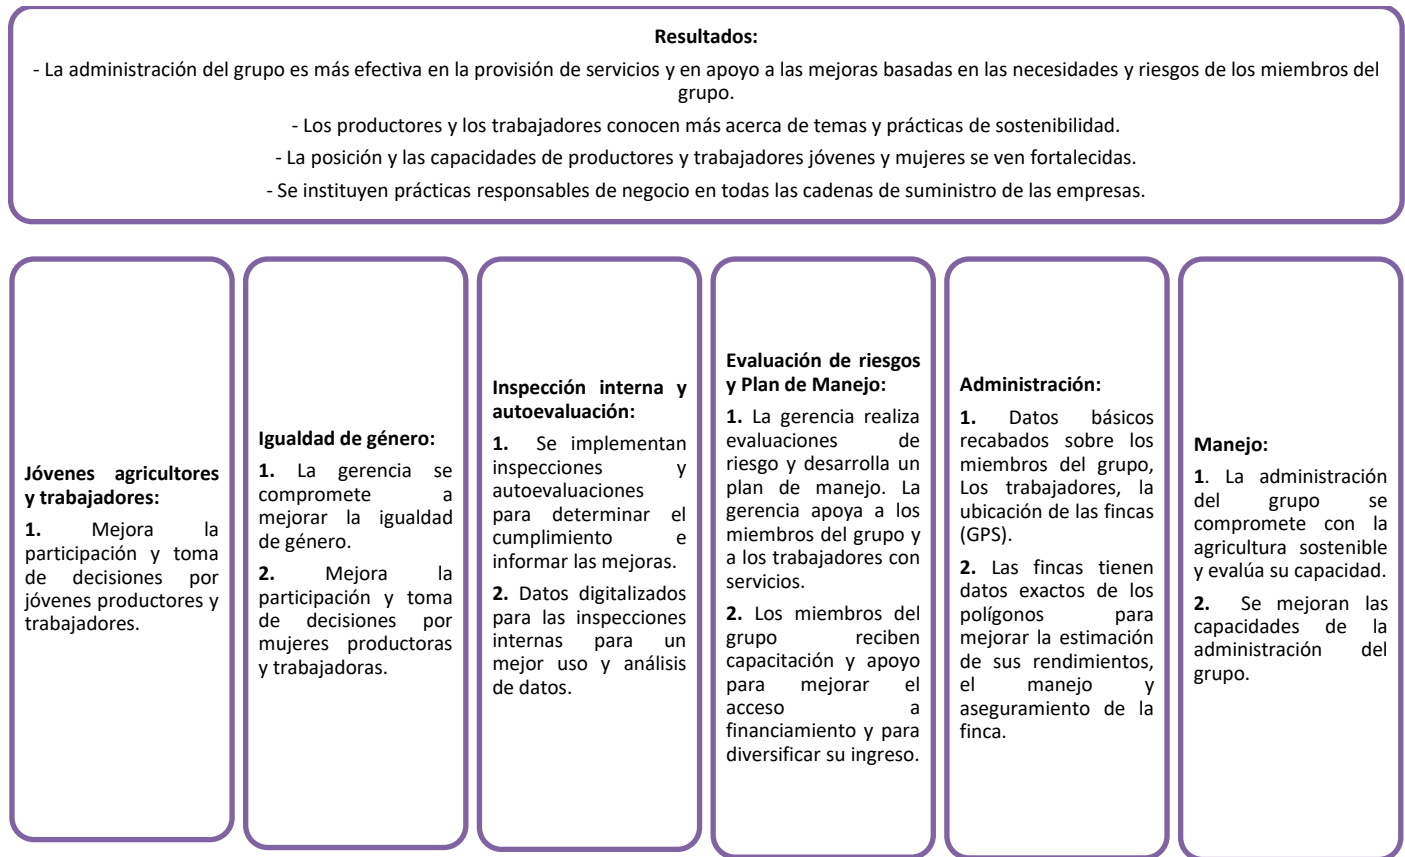 Resultados:
- La administración del grupo es más efectiva en la provisión de servicios y en apoyo a las mejoras basadas en las necesidades y riesgos de los miembros del
grupo.
- Los productores y los trabajadores conocen más acerca de temas y prácticas de sostenibilidad.
- La posición y las capacidades de productores y trabajadores jóvenes y mujeres se ven fortalecidas.
- Se instituyen prácticas responsables de negocio en todas las cadenas de suministro de las empresas.
Jóvenes agricultores
y trabajadores:
1. Mejora la
participación y toma
de decisiones por
jóvenes productores y
trabajadores.
Igualdad de género:
1. La gerencia se
compromete a
mejorar la igualdad
de género.
2. Mejora la
participación y toma
de decisiones por
mujeres productoras
y trabajadoras.
Inspección interna y
autoevaluación:
1. Se implementan
inspecciones y
autoevaluaciones
para determinar el
cumplimiento e
informar las mejoras.
2. Datos digitalizados
para las inspecciones
internas para un
mejor uso y análisis
de datos.
Evaluación de riesgos
y Plan de Manejo:
1. La gerencia realiza
evaluaciones de
riesgo y desarrolla un
plan de manejo. La
gerencia apoya a los
miembros del grupo y
a los trabajadores con
servicios.
2. Los miembros del
grupo reciben
capacitación y apoyo
para mejorar el
acceso a
financiamiento y para
diversificar su ingreso.
Administración:
1. Datos básicos
recabados sobre los
miembros del grupo,
Los trabajadores, la
ubicación de las fincas
(GPS).
2. Las fincas tienen
datos exactos de los
polígonos para
mejorar la estimación
de sus rendimientos,
el manejo y
aseguramiento de la
finca.
Manejo:
1. La administración
del grupo se
compromete con la
agricultura sostenible
y evalúa su capacidad.
2. Se mejoran las
capacidades de la
administración del
grupo.